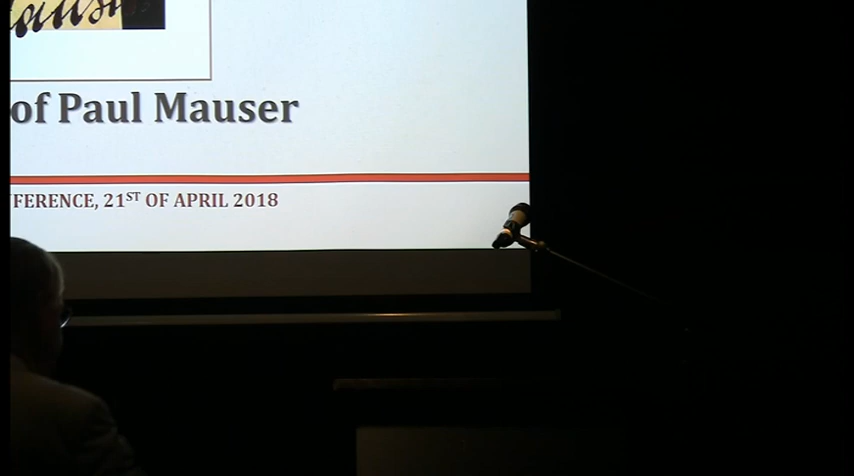 of Paul Mauser
FERENCE, 21ST OF APRIL 2018